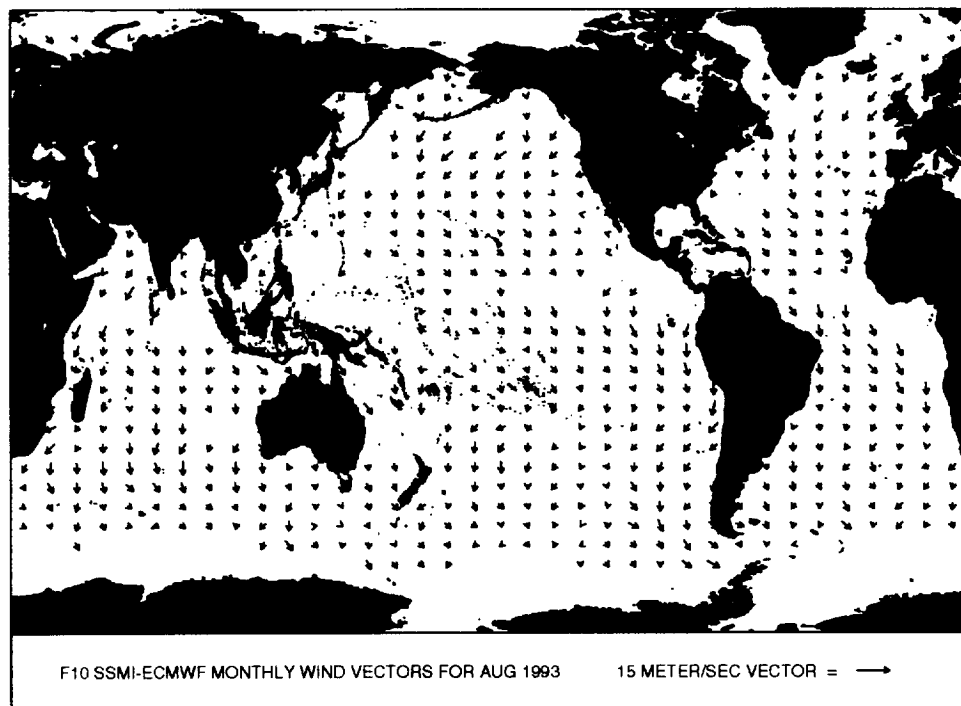 F10 SSMI-ECMWF MONTHLY WIND VECTORS FOR AUG 1993 15 METER/SEC VECTOR = →